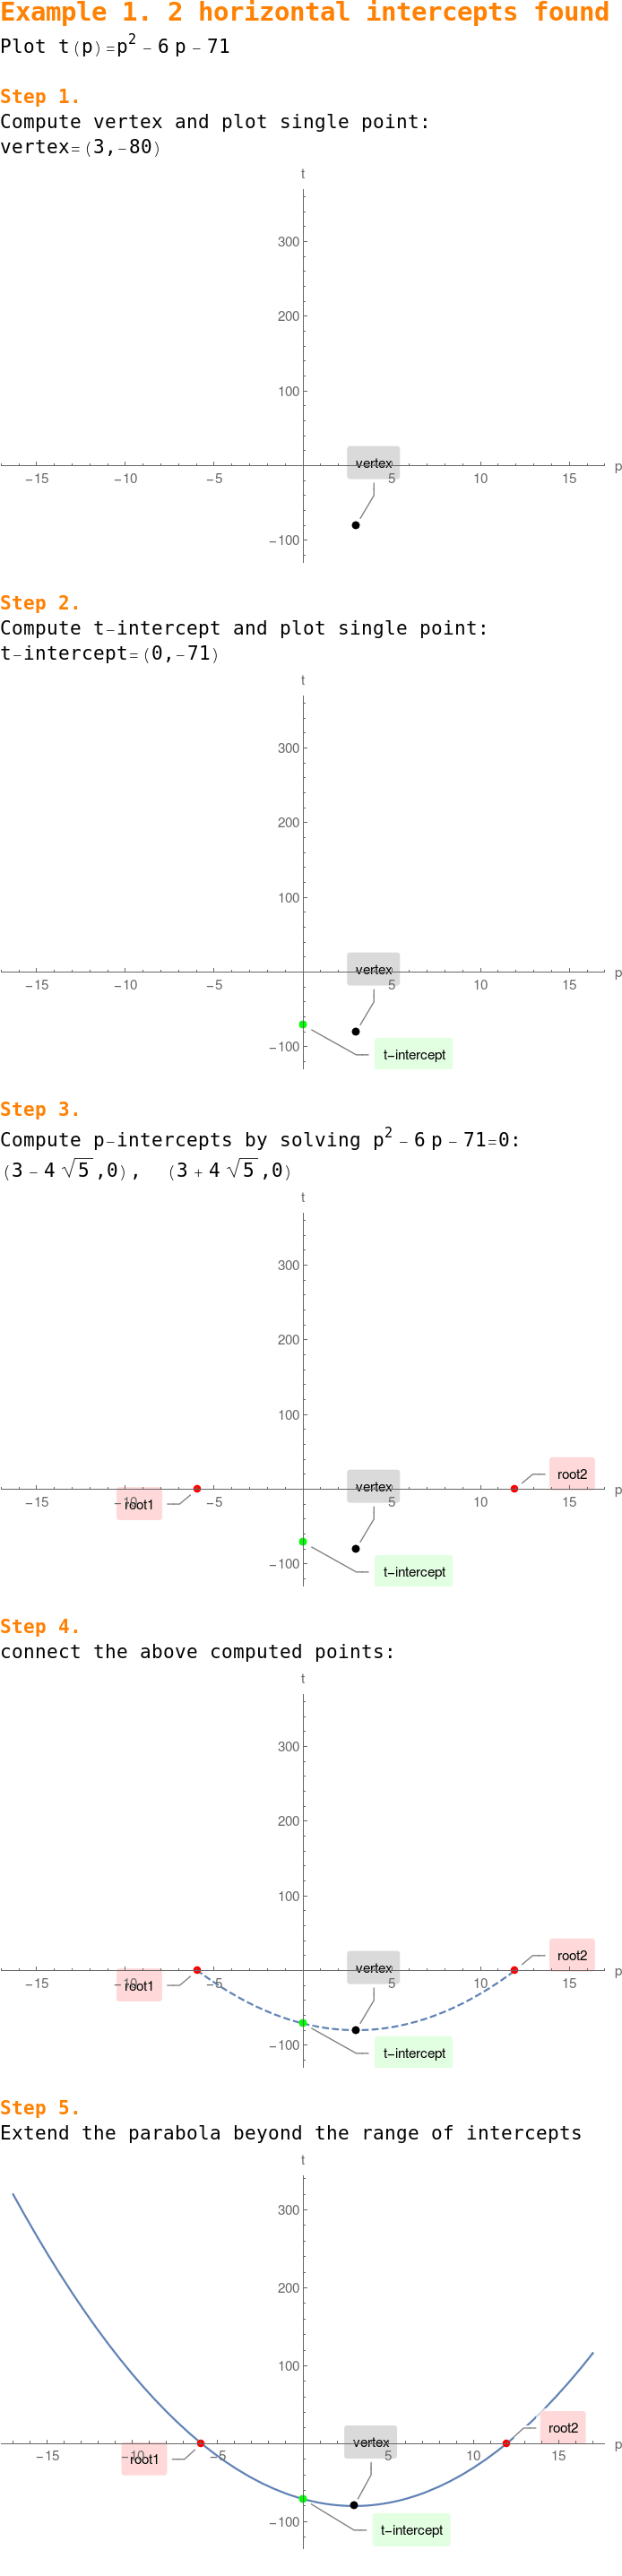 Example 1. 2 horizontal intercepts found
Plot t(p)=p² − 6 p − 71
Step 1.
Compute vertex and plot single point:
vertex=(3,−80)
t
300
200
100
vertex
p
−15 −10 −5 5 10 15
−100
Step 2.
Compute t−intercept and plot single point:
t−intercept=(0,−71)
t
300
200
100
vertex
p
−15 −10 −5 5 10 15
−100
t−intercept
Step 3.
Compute p−intercepts by solving p² − 6 p − 71=0:
(3 − 4 √5 ,0), (3 + 4 √5 ,0)
t
300
200
100
root2
vertex
p
−15 −10 −5 5 10 15
root1
−100
t−intercept
Step 4.
connect the above computed points:
t
300
200
100
root2
vertex
p
−15 −10 −5 5 10 15
root1
−100
t−intercept
Step 5.
Extend the parabola beyond the range of intercepts
t
300
200
100
root2
vertex
p
−15 −10 −5 5 10 15
root1
−100
t−intercept